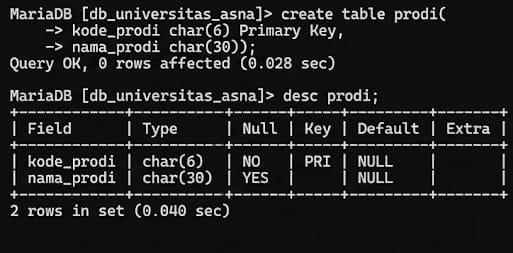 MariaDB [db_universitas_asna]> create table prodi(
    -> kode_prodi char(6) Primary Key,
    -> nama_prodi char(30));
Query OK, 0 rows affected (0.028 sec)
MariaDB [db_universitas_asna]> desc prodi;
+------------+----------+------+-----+---------+-------+
| Field      | Type     | Null | Key | Default | Extra |
+------------+----------+------+-----+---------+-------+
| kode_prodi | char(6)  | NO   | PRI | NULL    |       |
| nama_prodi | char(30) | YES  |     | NULL    |       |
+------------+----------+------+-----+---------+-------+
2 rows in set (0.040 sec)